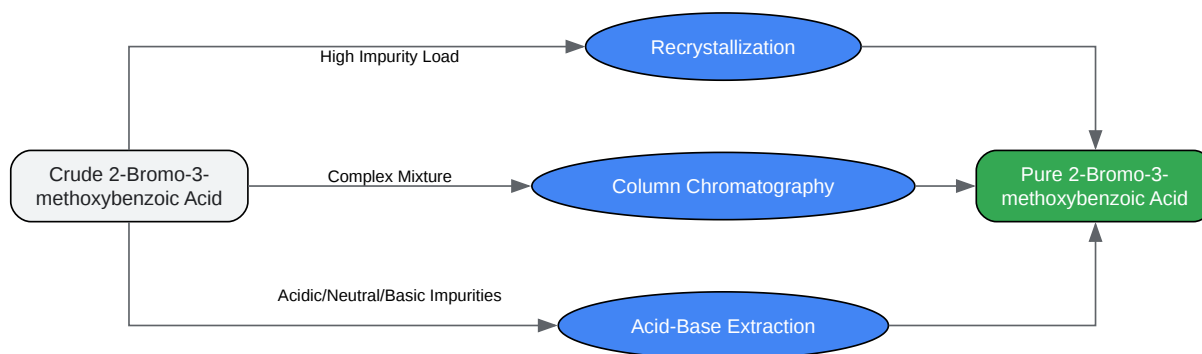 Recrystallization
High Impurity Load
Crude 2-Bromo-3-
methoxybenzoic Acid
Complex Mixture
Column Chromatography
Pure 2-Bromo-3-
methoxybenzoic Acid
Acidic/Neutral/Basic Impurities
Acid-Base Extraction